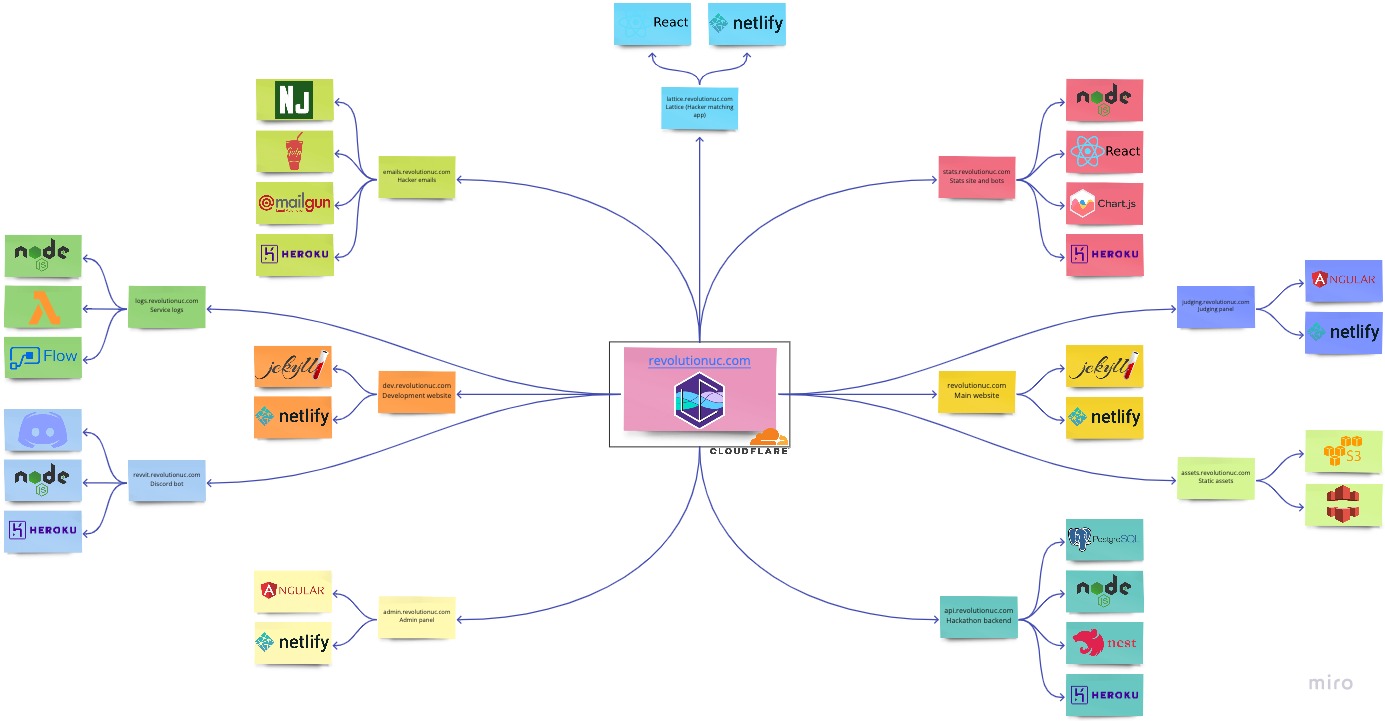 React
netlify
lattice.revolutionuc.com
Lattice (Hacker matching
app)
NJ
Gulp
@mailgun
HEROKU
emails.revolutionuc.com
Hacker emails
node
JS
React
Chart.js
HEROKU
stats.revolutionuc.com
Stats site and bots
node
JS
Flow
logs.revolutionuc.com
Service logs
jekyll
netlify
dev.revolutionuc.com
Development website
revolutionuc.com
CLOUDFLARE
revolutionuc.com
Main website
jekyll
netlify
judging.revolutionuc.com
Judging panel
ANGULAR
netlify
node
JS
HEROKU
revvit.revolutionuc.com
Discord bot
assets.revolutionuc.com
Static assets
S3
ANGULAR
netlify
admin.revolutionuc.com
Admin panel
api.revolutionuc.com
Hackathon backend
PostgreSQL
node
JS
nest
HEROKU
miro